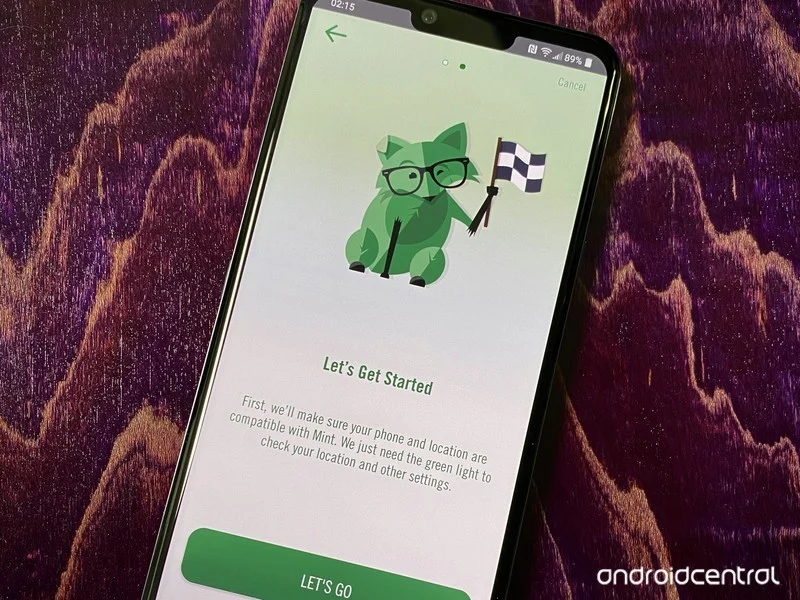 02:15
89%
Cancel
Let's Get Started
First, we'll make sure your phone and location are
compatible with Mint. We just need the green light to
check your location and other settings.
LET'S GO
androidcentral